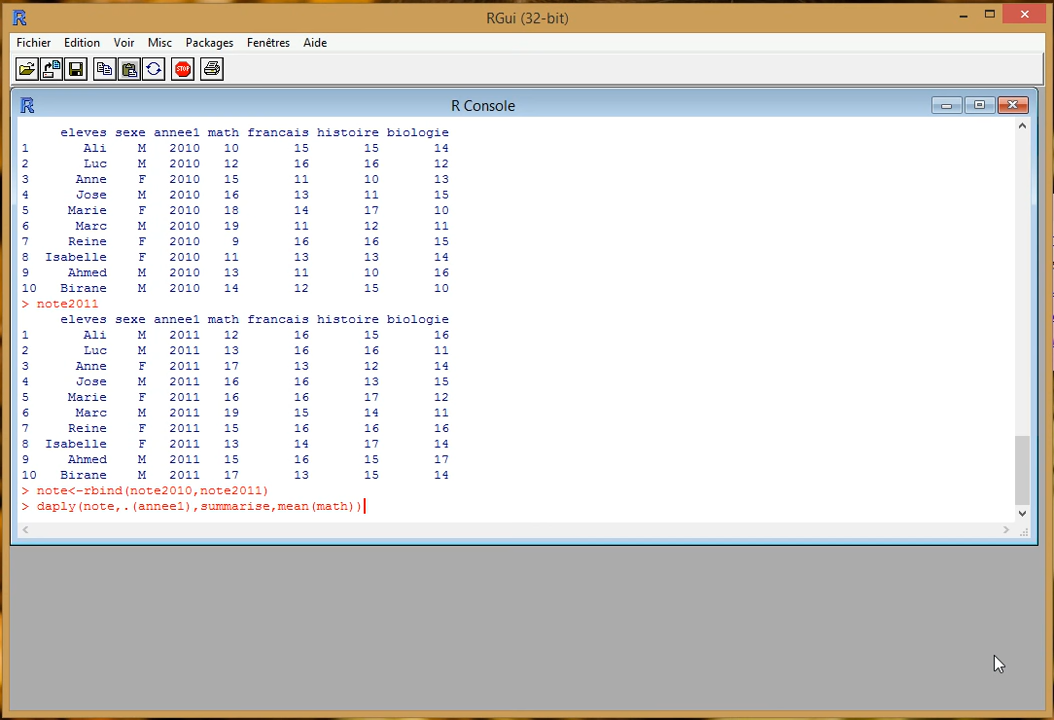 RGui (32-bit)
Fichier Edition Voir Misc Packages Fenêtres Aide
STOP
R Console
eleves sexe annee1 math francais histoire biologie
1 Ali M 2010 10 15 15 14
2 Luc M 2010 12 16 16 12
3 Anne F 2010 15 11 10 13
4 Jose M 2010 16 13 11 15
5 Marie F 2010 18 14 17 10
6 Marc M 2010 19 11 12 11
7 Reine F 2010 9 16 16 15
8 Isabelle F 2010 11 13 13 14
9 Ahmed M 2010 13 11 10 16
10 Birane M 2010 14 12 15 10
> note2011
eleves sexe annee1 math francais histoire biologie
1 Ali M 2011 12 16 15 16
2 Luc M 2011 13 16 16 11
3 Anne F 2011 17 13 12 14
4 Jose M 2011 16 16 13 15
5 Marie F 2011 16 16 17 12
6 Marc M 2011 19 15 14 11
7 Reine F 2011 15 16 16 16
8 Isabelle F 2011 13 14 17 14
9 Ahmed M 2011 15 16 15 17
10 Birane M 2011 17 13 15 14
> note<-rbind(note2010,note2011)
> daply(note,.(annee1),summarise,mean(math))